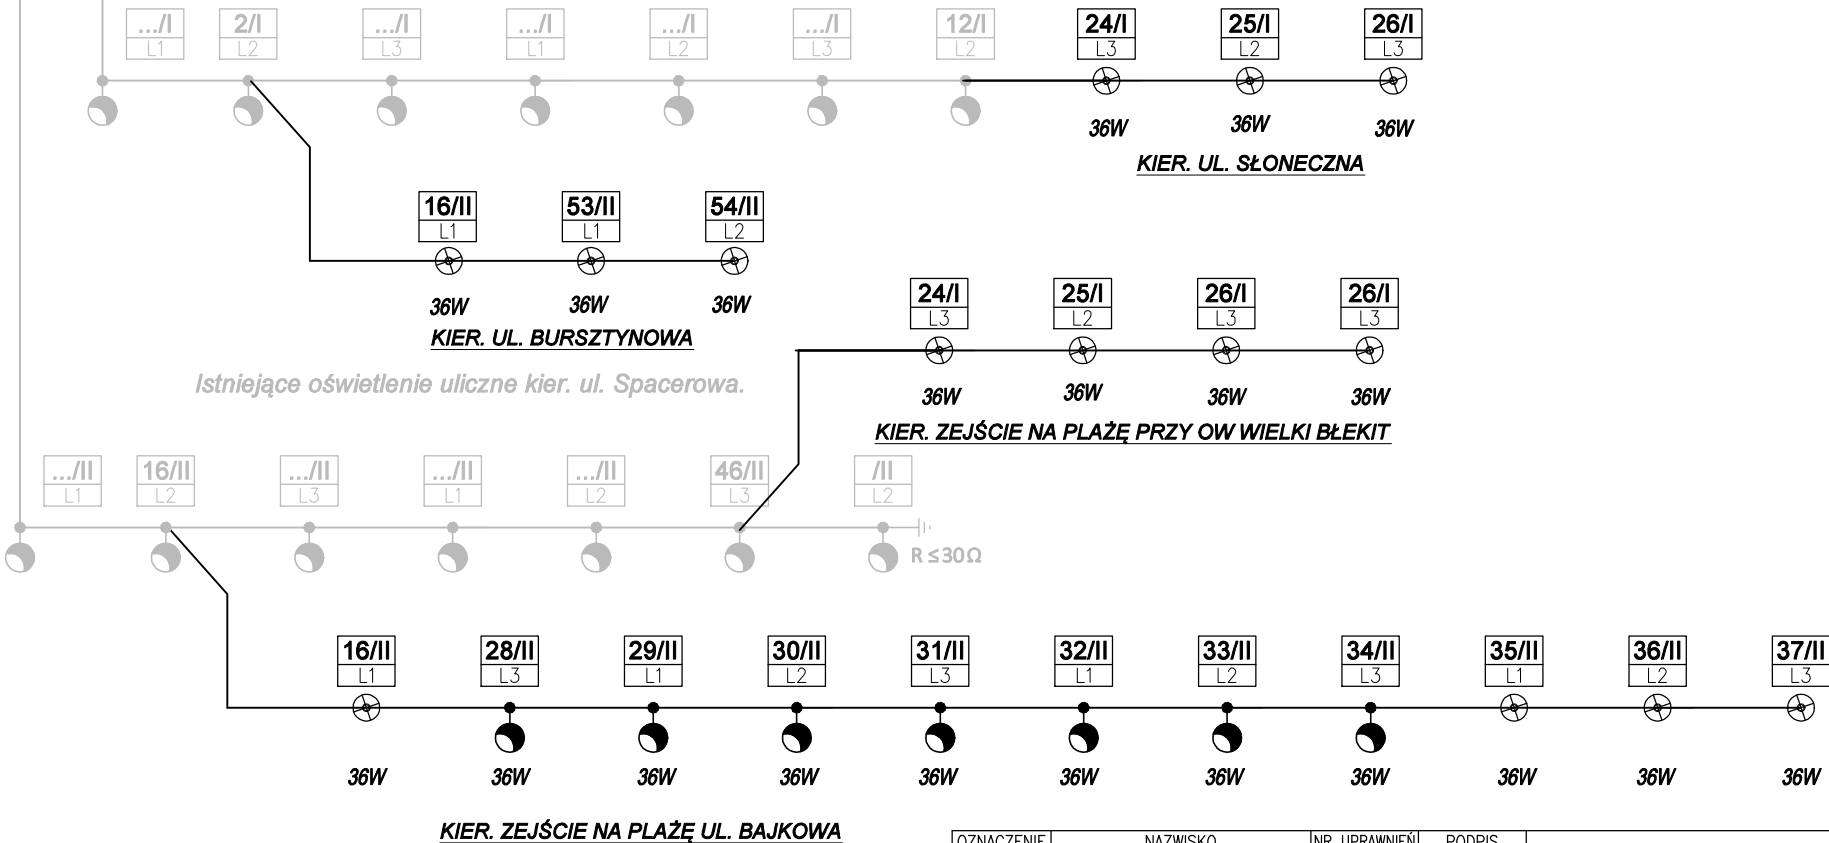 .../I 2/I .../I .../I .../I .../I 12/I 24/I 25/I 26/I
L1 L2 L3 L1 L2 L3 L2 L3 L2 L3
36W 36W 36W
KIER. UL. SŁONECZNA
16/II 53/II 54/II
L1 L1 L2
36W 36W 36W
KIER. UL. BURSZTYNOWA
24/I 25/I 26/I 26/I
L3 L2 L3 L3
36W 36W 36W 36W
KIER. ZEJŚCIE NA PLAŻĘ PRZY OW WIELKI BŁEKIT
Istniejące oświetlenie uliczne kier. ul. Spacerowa.
.../II 16/II .../II .../II .../II 46/II /II
L1 L2 L3 L1 L2 L3 L2
R ≤30Ω
16/II 28/II 29/II 30/II 31/II 32/II 33/II 34/II 35/II 36/II 37/II
L1 L3 L1 L2 L3 L1 L2 L3 L1 L2 L3
36W 36W 36W 36W 36W 36W 36W 36W 36W 36W 36W
KIER. ZEJŚCIE NA PLAŻĘ UL. BAJKOWA
OZNACZENIE NAZWISKO NR UPRAWNIEŃ PODPIS